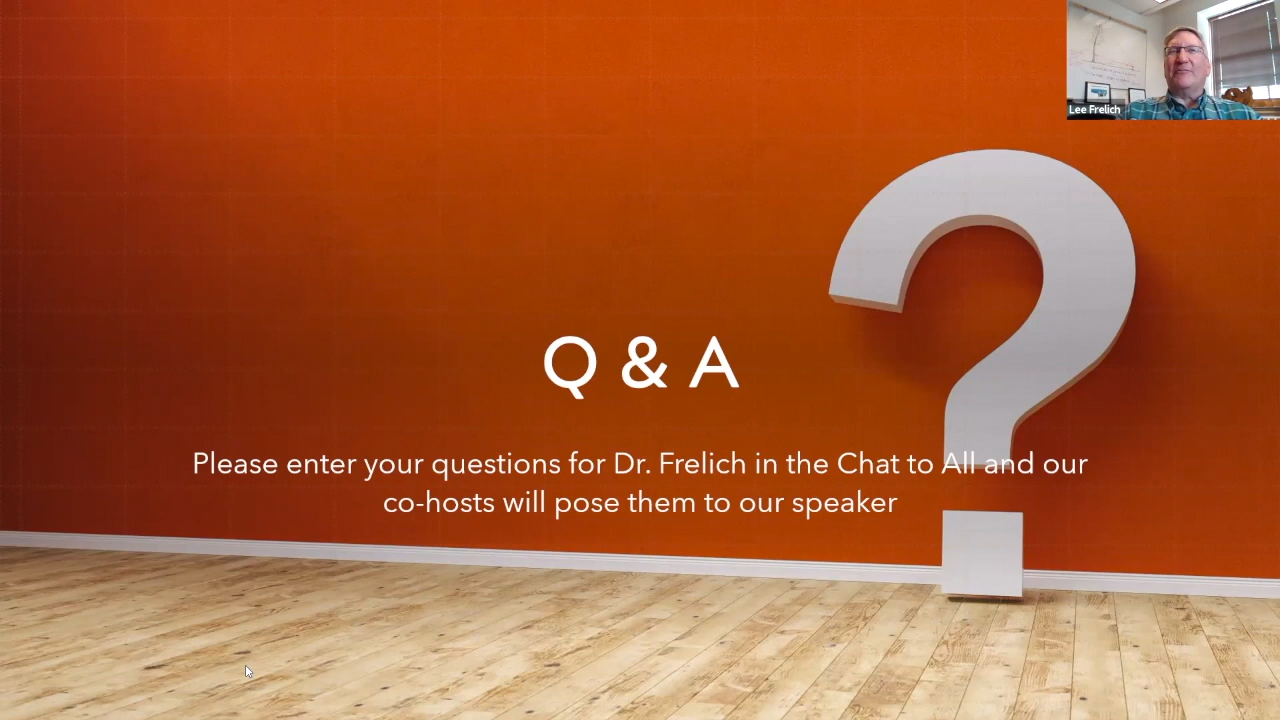 Lee Frelich
Q & A
Please enter your questions for Dr. Frelich in the Chat to All and our
co-hosts will pose them to our speaker